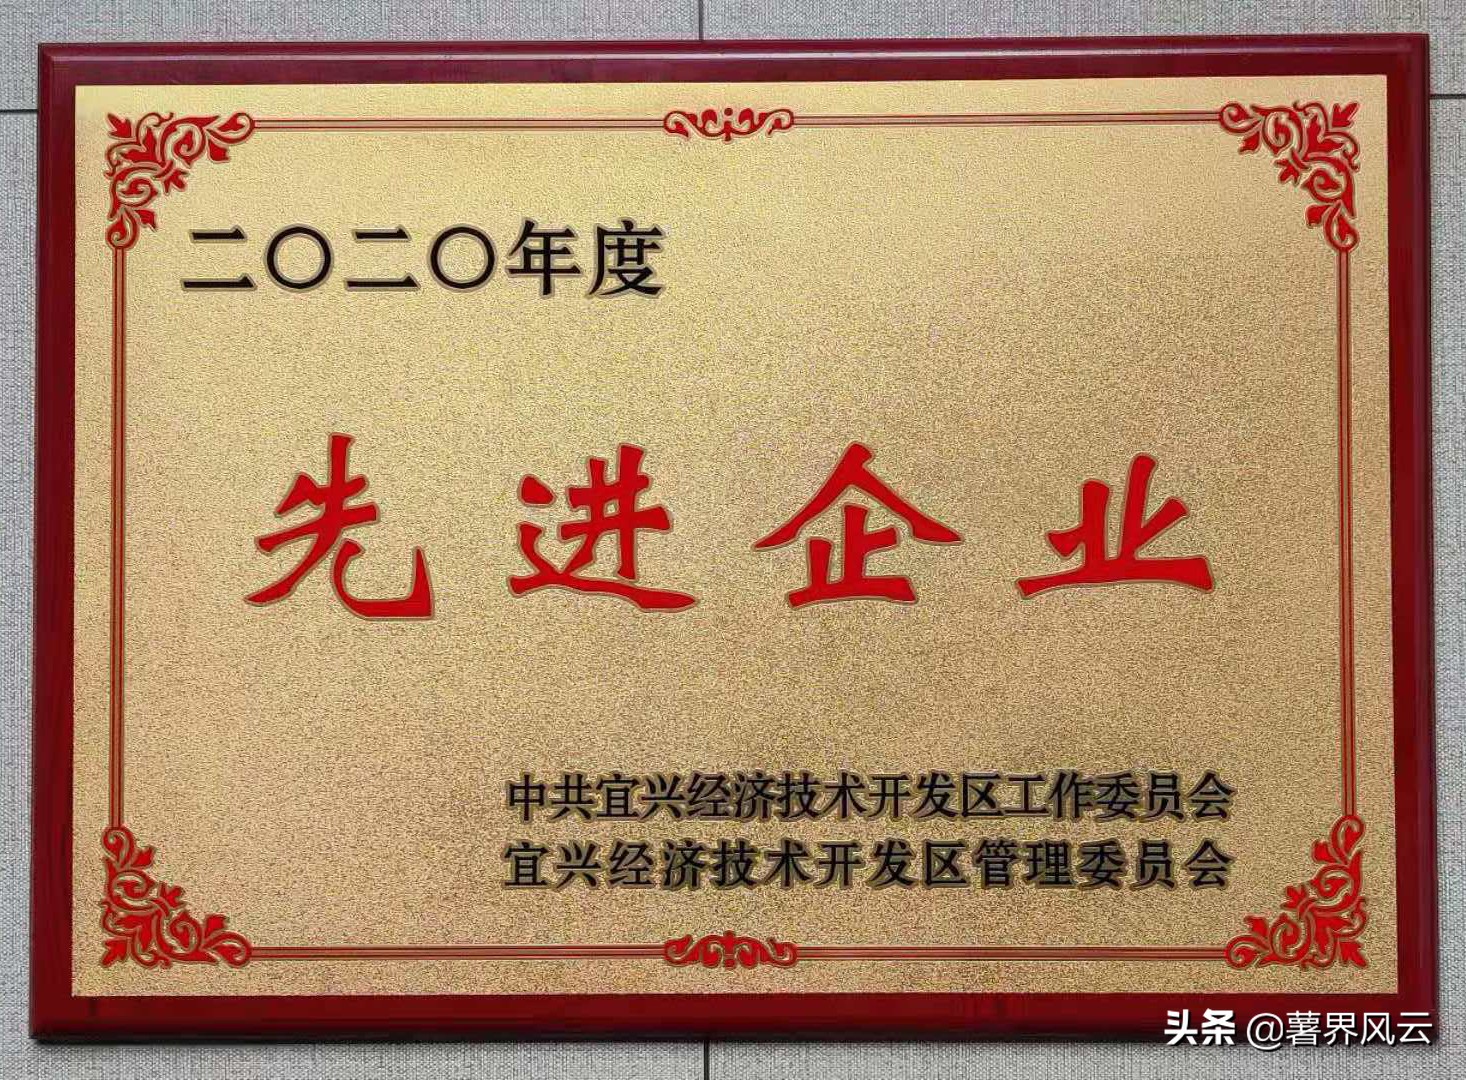 二〇二〇年度
先进企业
中共宜兴经济技术开发区工作委员会
宜兴经济技术开发区管理委员会
头条 @薯界风云